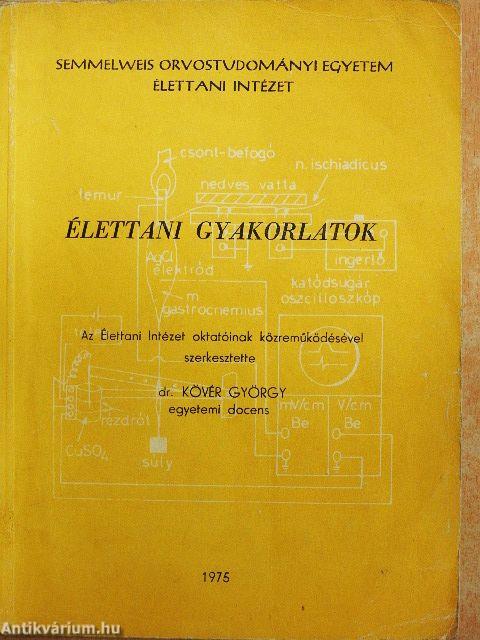 SEMMELWEIS ORVOSTUDOMÁNYI EGYETEM
ÉLETTANI INTÉZET
csont-befogó
n. ischiadicus
femur
nedves vatta
ÉLETTANI GYAKORLATOK
AgCl
elektród
ingerlő
m
gastrocnemius
katódsugár
oszcilloszkóp
Az Élettani Intézet oktatóinak közreműködésével
szerkesztette
dr. KÖVÉR GYÖRGY
egyetemi docens
mV/cm
V/cm
Be
Be
V
rézdrót
CuSO4
súly
1975
Antikvárium.hu